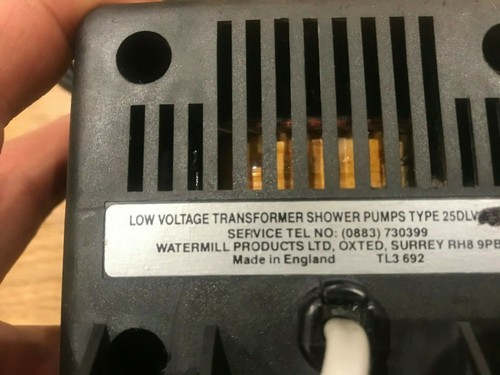 LOW VOLTAGE TRANSFORMER SHOWER PUMPS TYPE 25DLV
SERVICE TEL NO: (0883) 730399
WATERMILL PRODUCTS LTD, OXTED, SURREY RH8 9PB
Made in England TL3 692